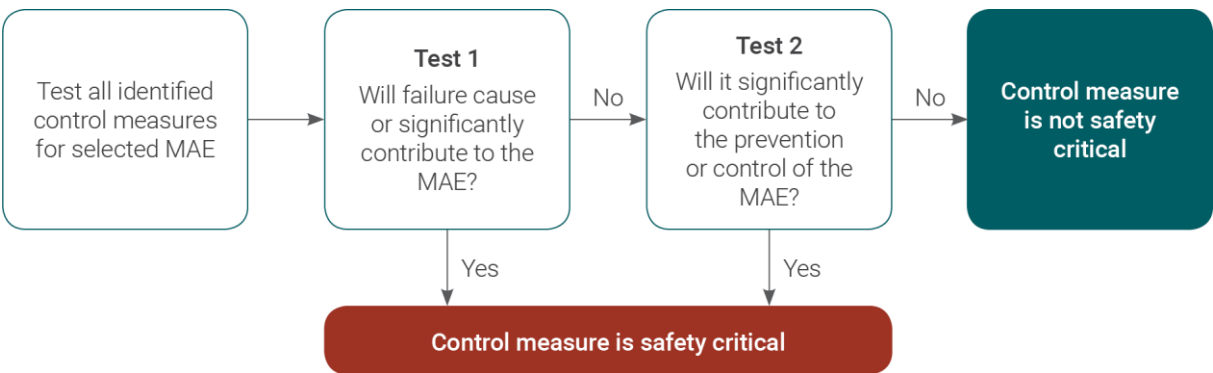 Test all identified
control measures
for selected MAE
Test 1
Will failure cause
or significantly
contribute to the
MAE?
No
Test 2
Will it significantly
contribute to
the prevention
or control of the
MAE?
No
Control measure
is not safety
critical
Yes
Yes
Control measure is safety critical